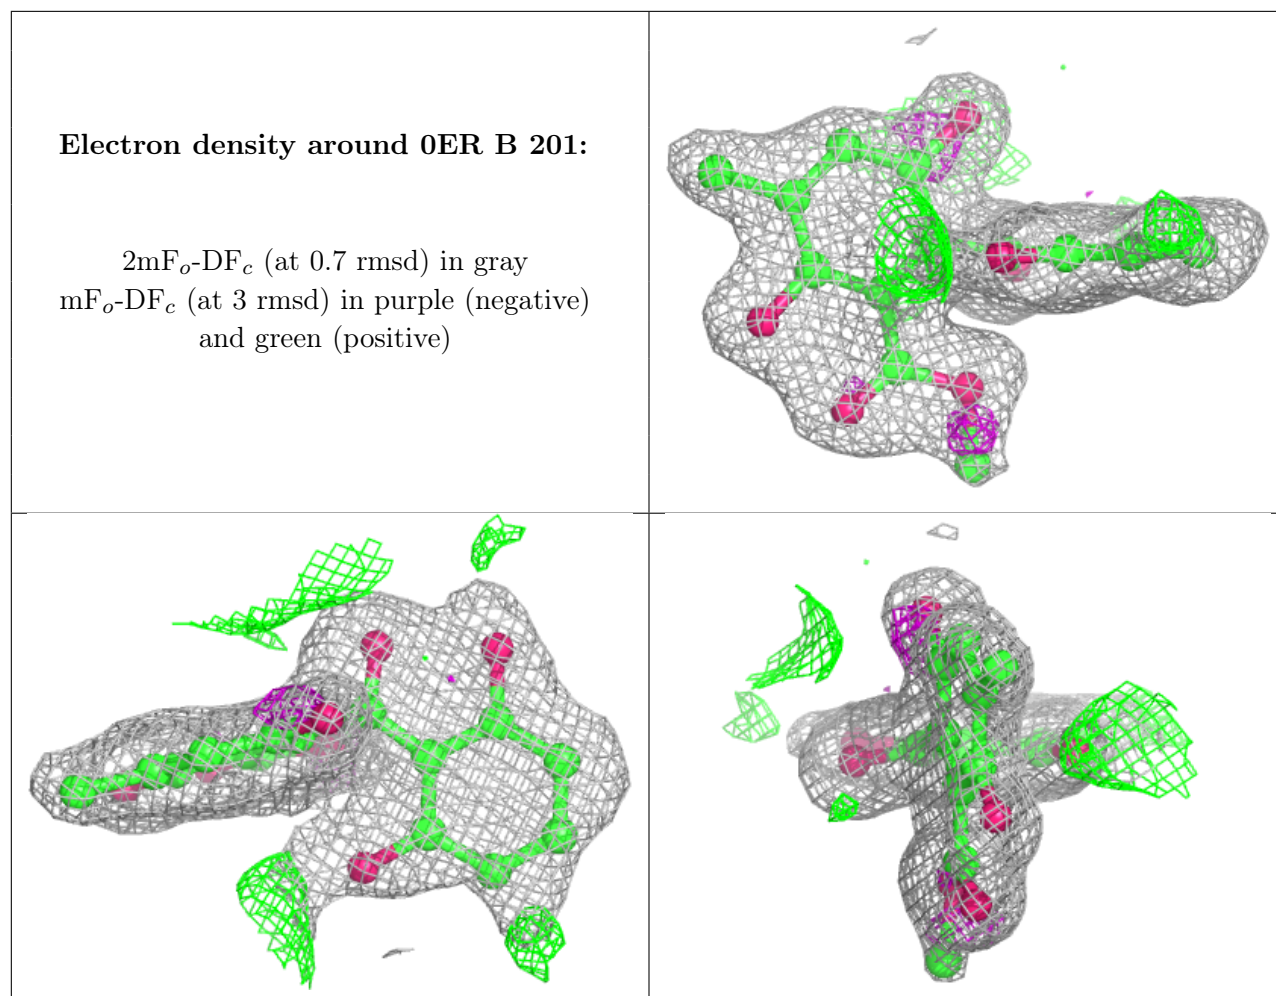 Electron density around 0ER B 201:
2mFo-DFc (at 0.7 rmsd) in gray
mFo-DFc (at 3 rmsd) in purple (negative)
and green (positive)